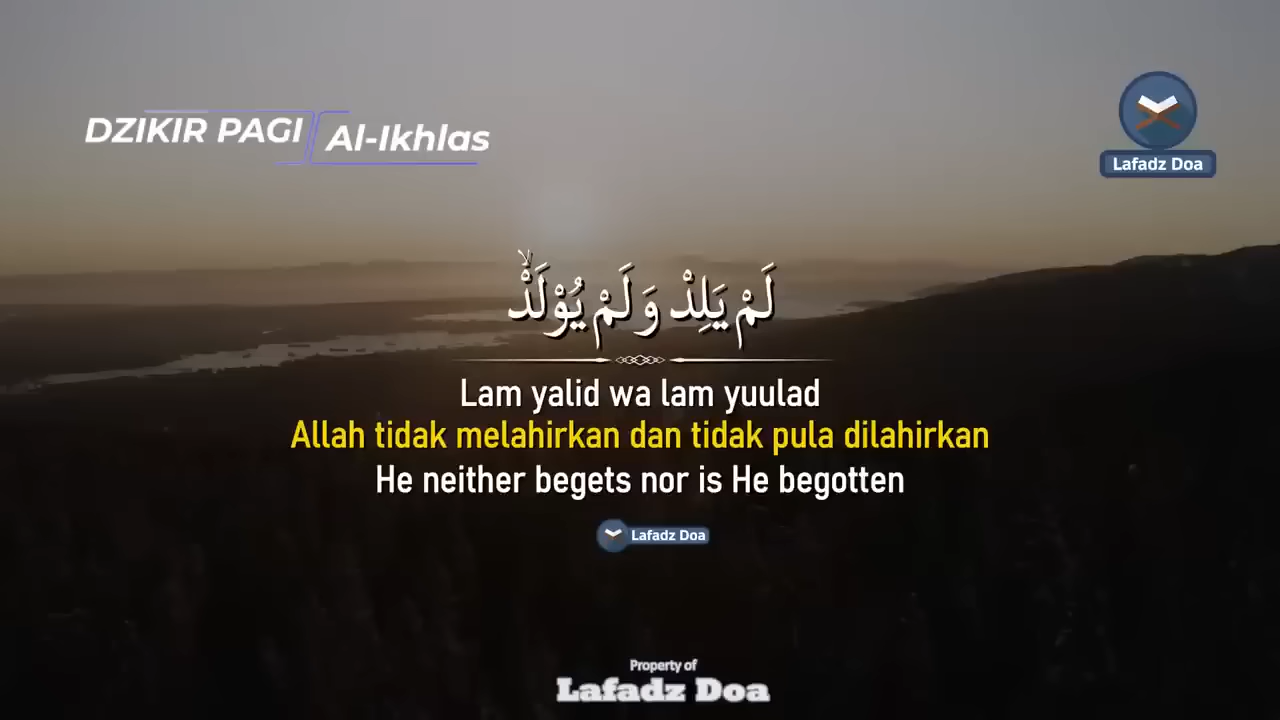 DZIKIR PAGI
Al-Ikhlas
Lafadz Doa
لَمْ يَلِدْ وَلَمْ يُوْلَدْۙ
Lam yalid wa lam yuulad
Allah tidak melahirkan dan tidak pula dilahirkan
He neither begets nor is He begotten
Lafadz Doa
Property of
Lafadz Doa